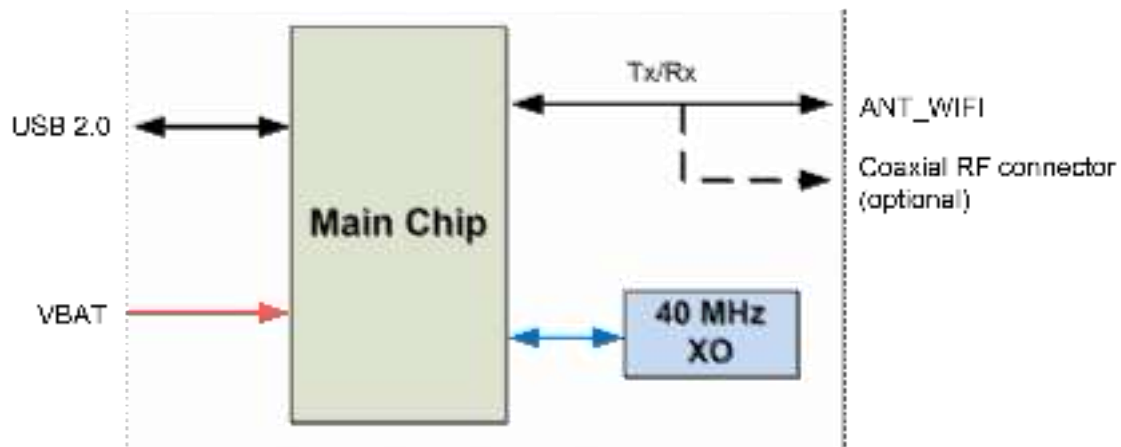 Tx/Rx
USB 2.0
ANT_WIFI
Coaxial RF connector
(optional)
Main Chip
VBAT
40 MHz
XO